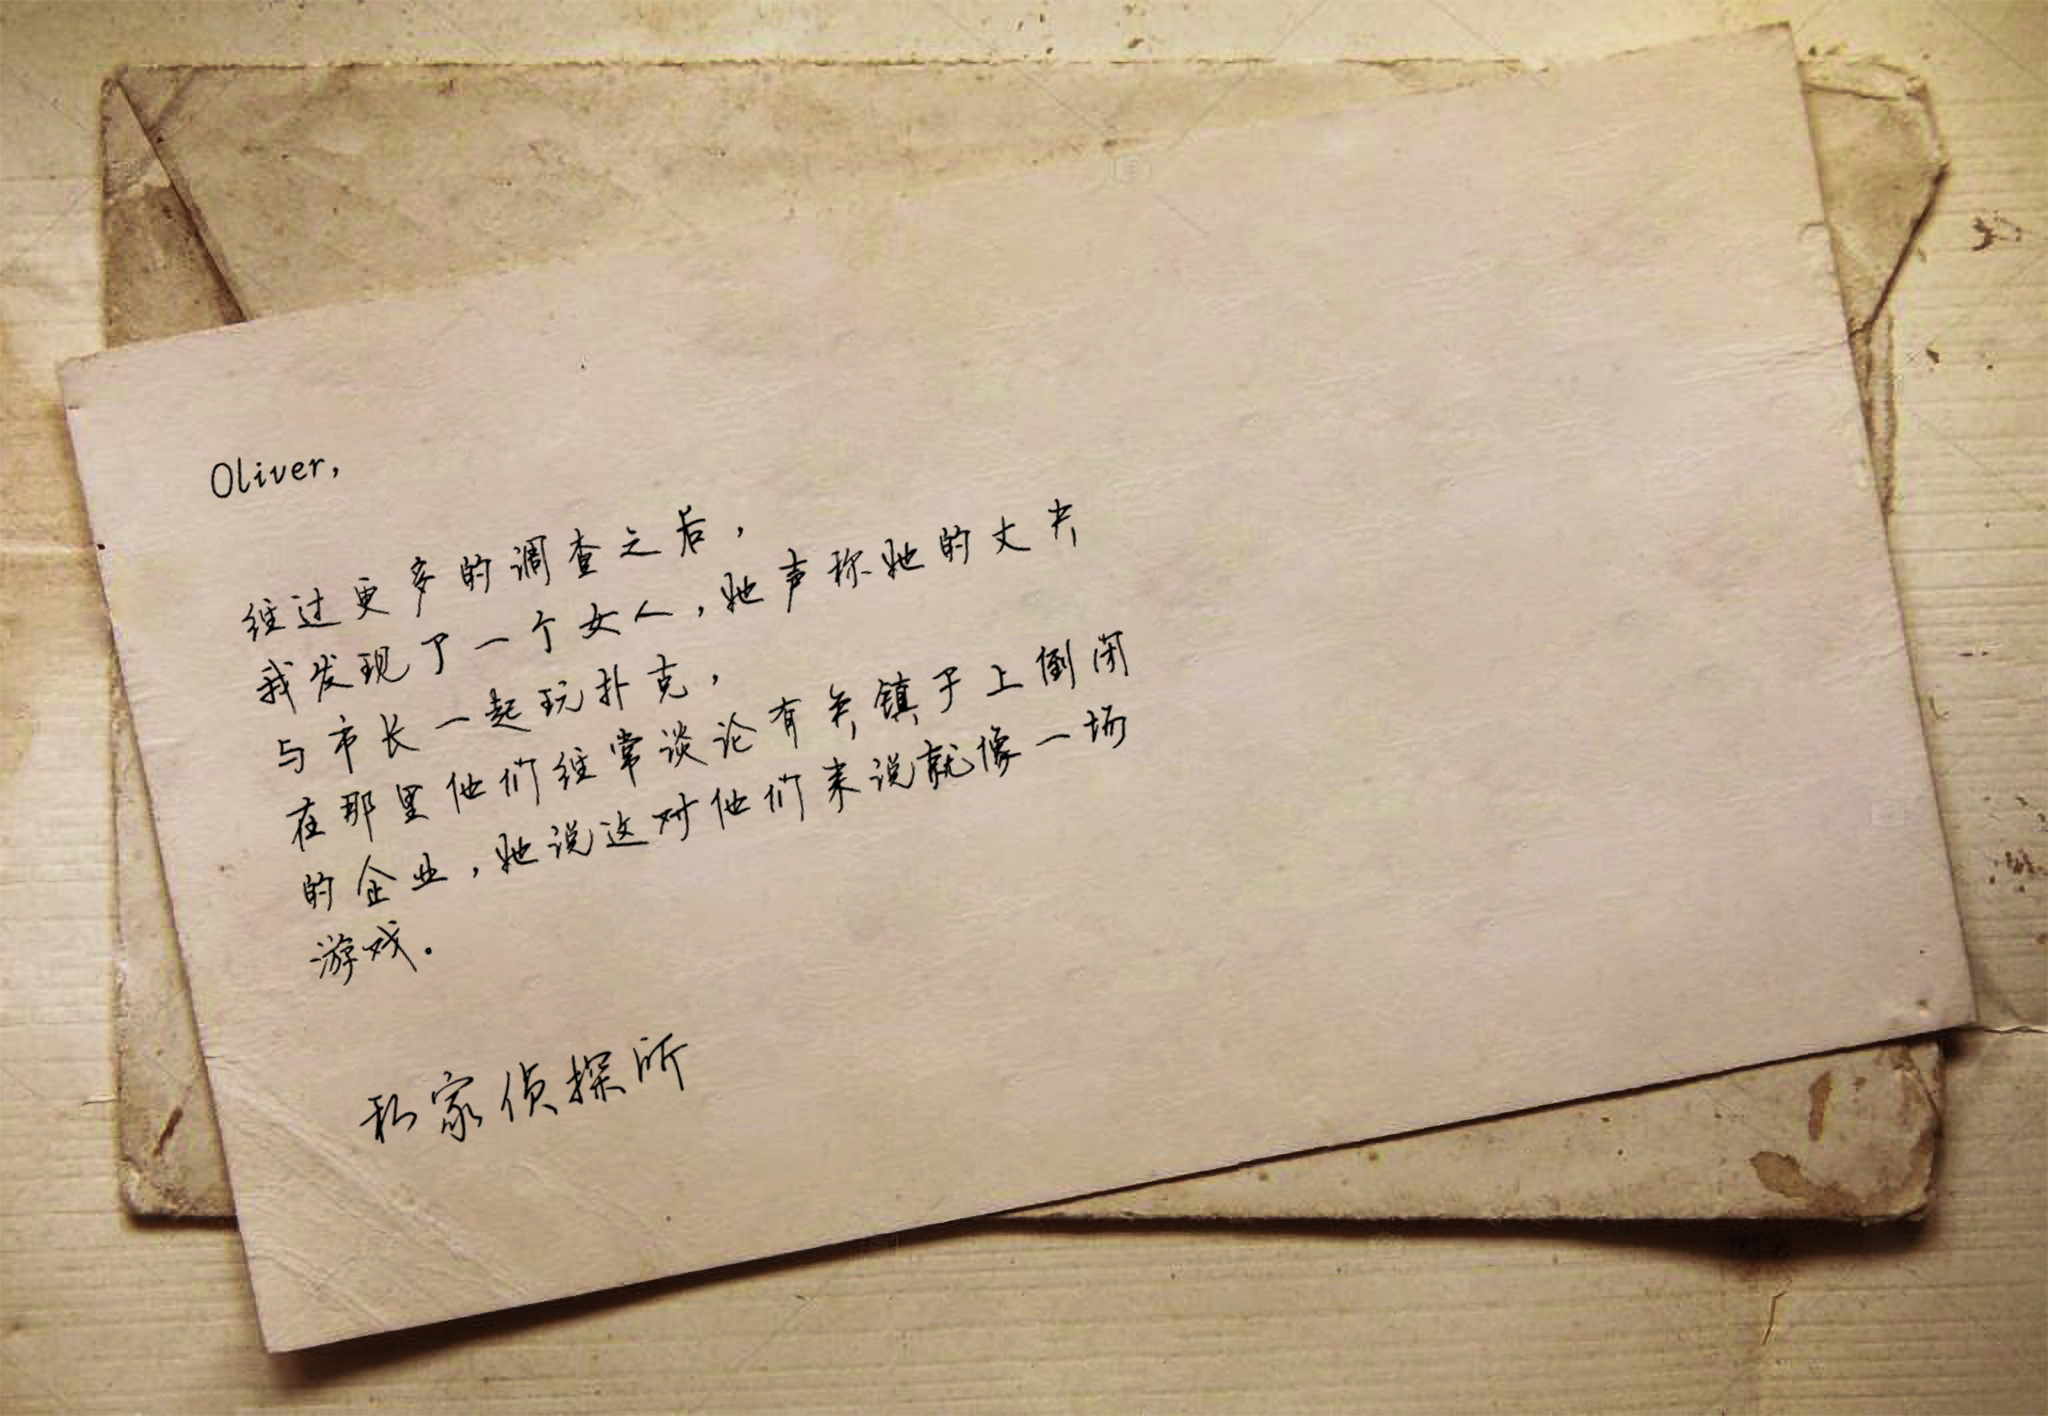 Oliver,
经过更多的调查之后，
我发现了一个女人，她声称她的丈夫
与市长一起玩扑克，
在那里他们经常谈论有关镇子上倒闭
的企业，她说这对他们来说就像一场
游戏。
私家侦探所